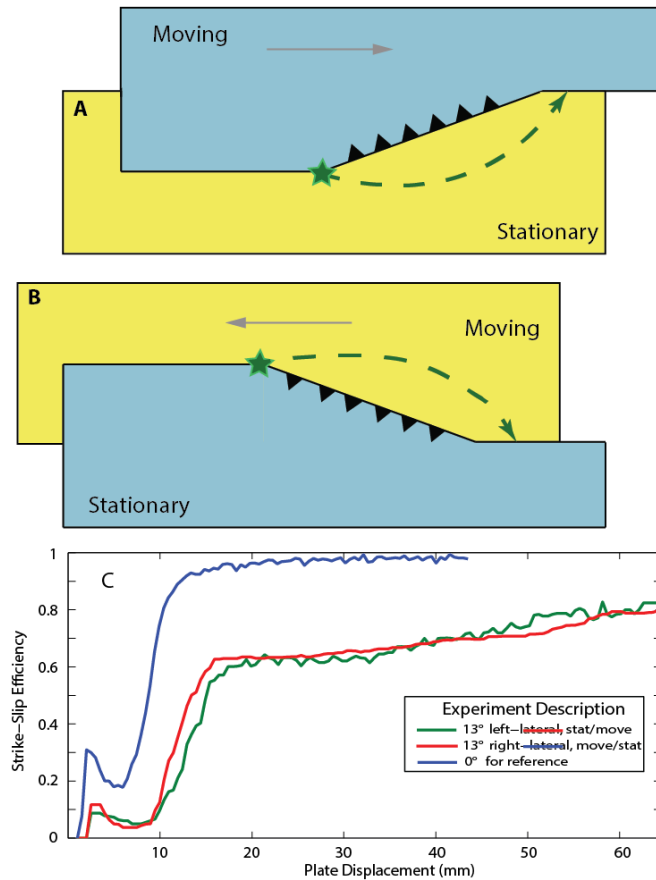 Moving
A
Stationary
B
Moving
Stationary
C
1
0.8
0.6
0.4
0.2
0
Strike-Slip Efficiency
Experiment Description
13° left-lateral, stat/move
13° right-lateral, move/stat
0° for reference
10 20 30 40 50 60
Plate Displacement (mm)